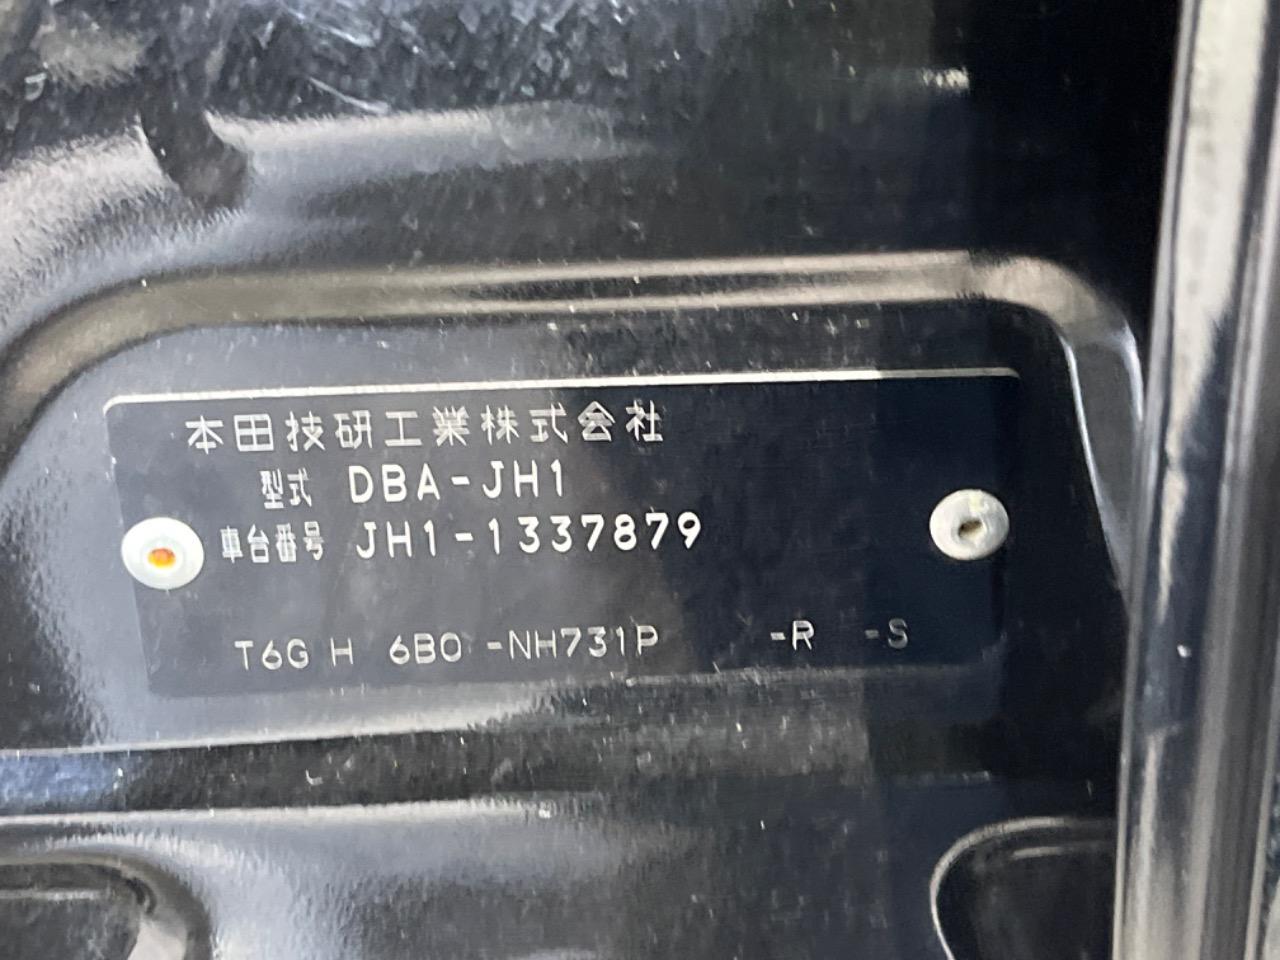 本田技研工業株式会社
型式 DBA-JH1
車台番号 JH1-1337879
T6G H 6B0 -NH731P -R -S